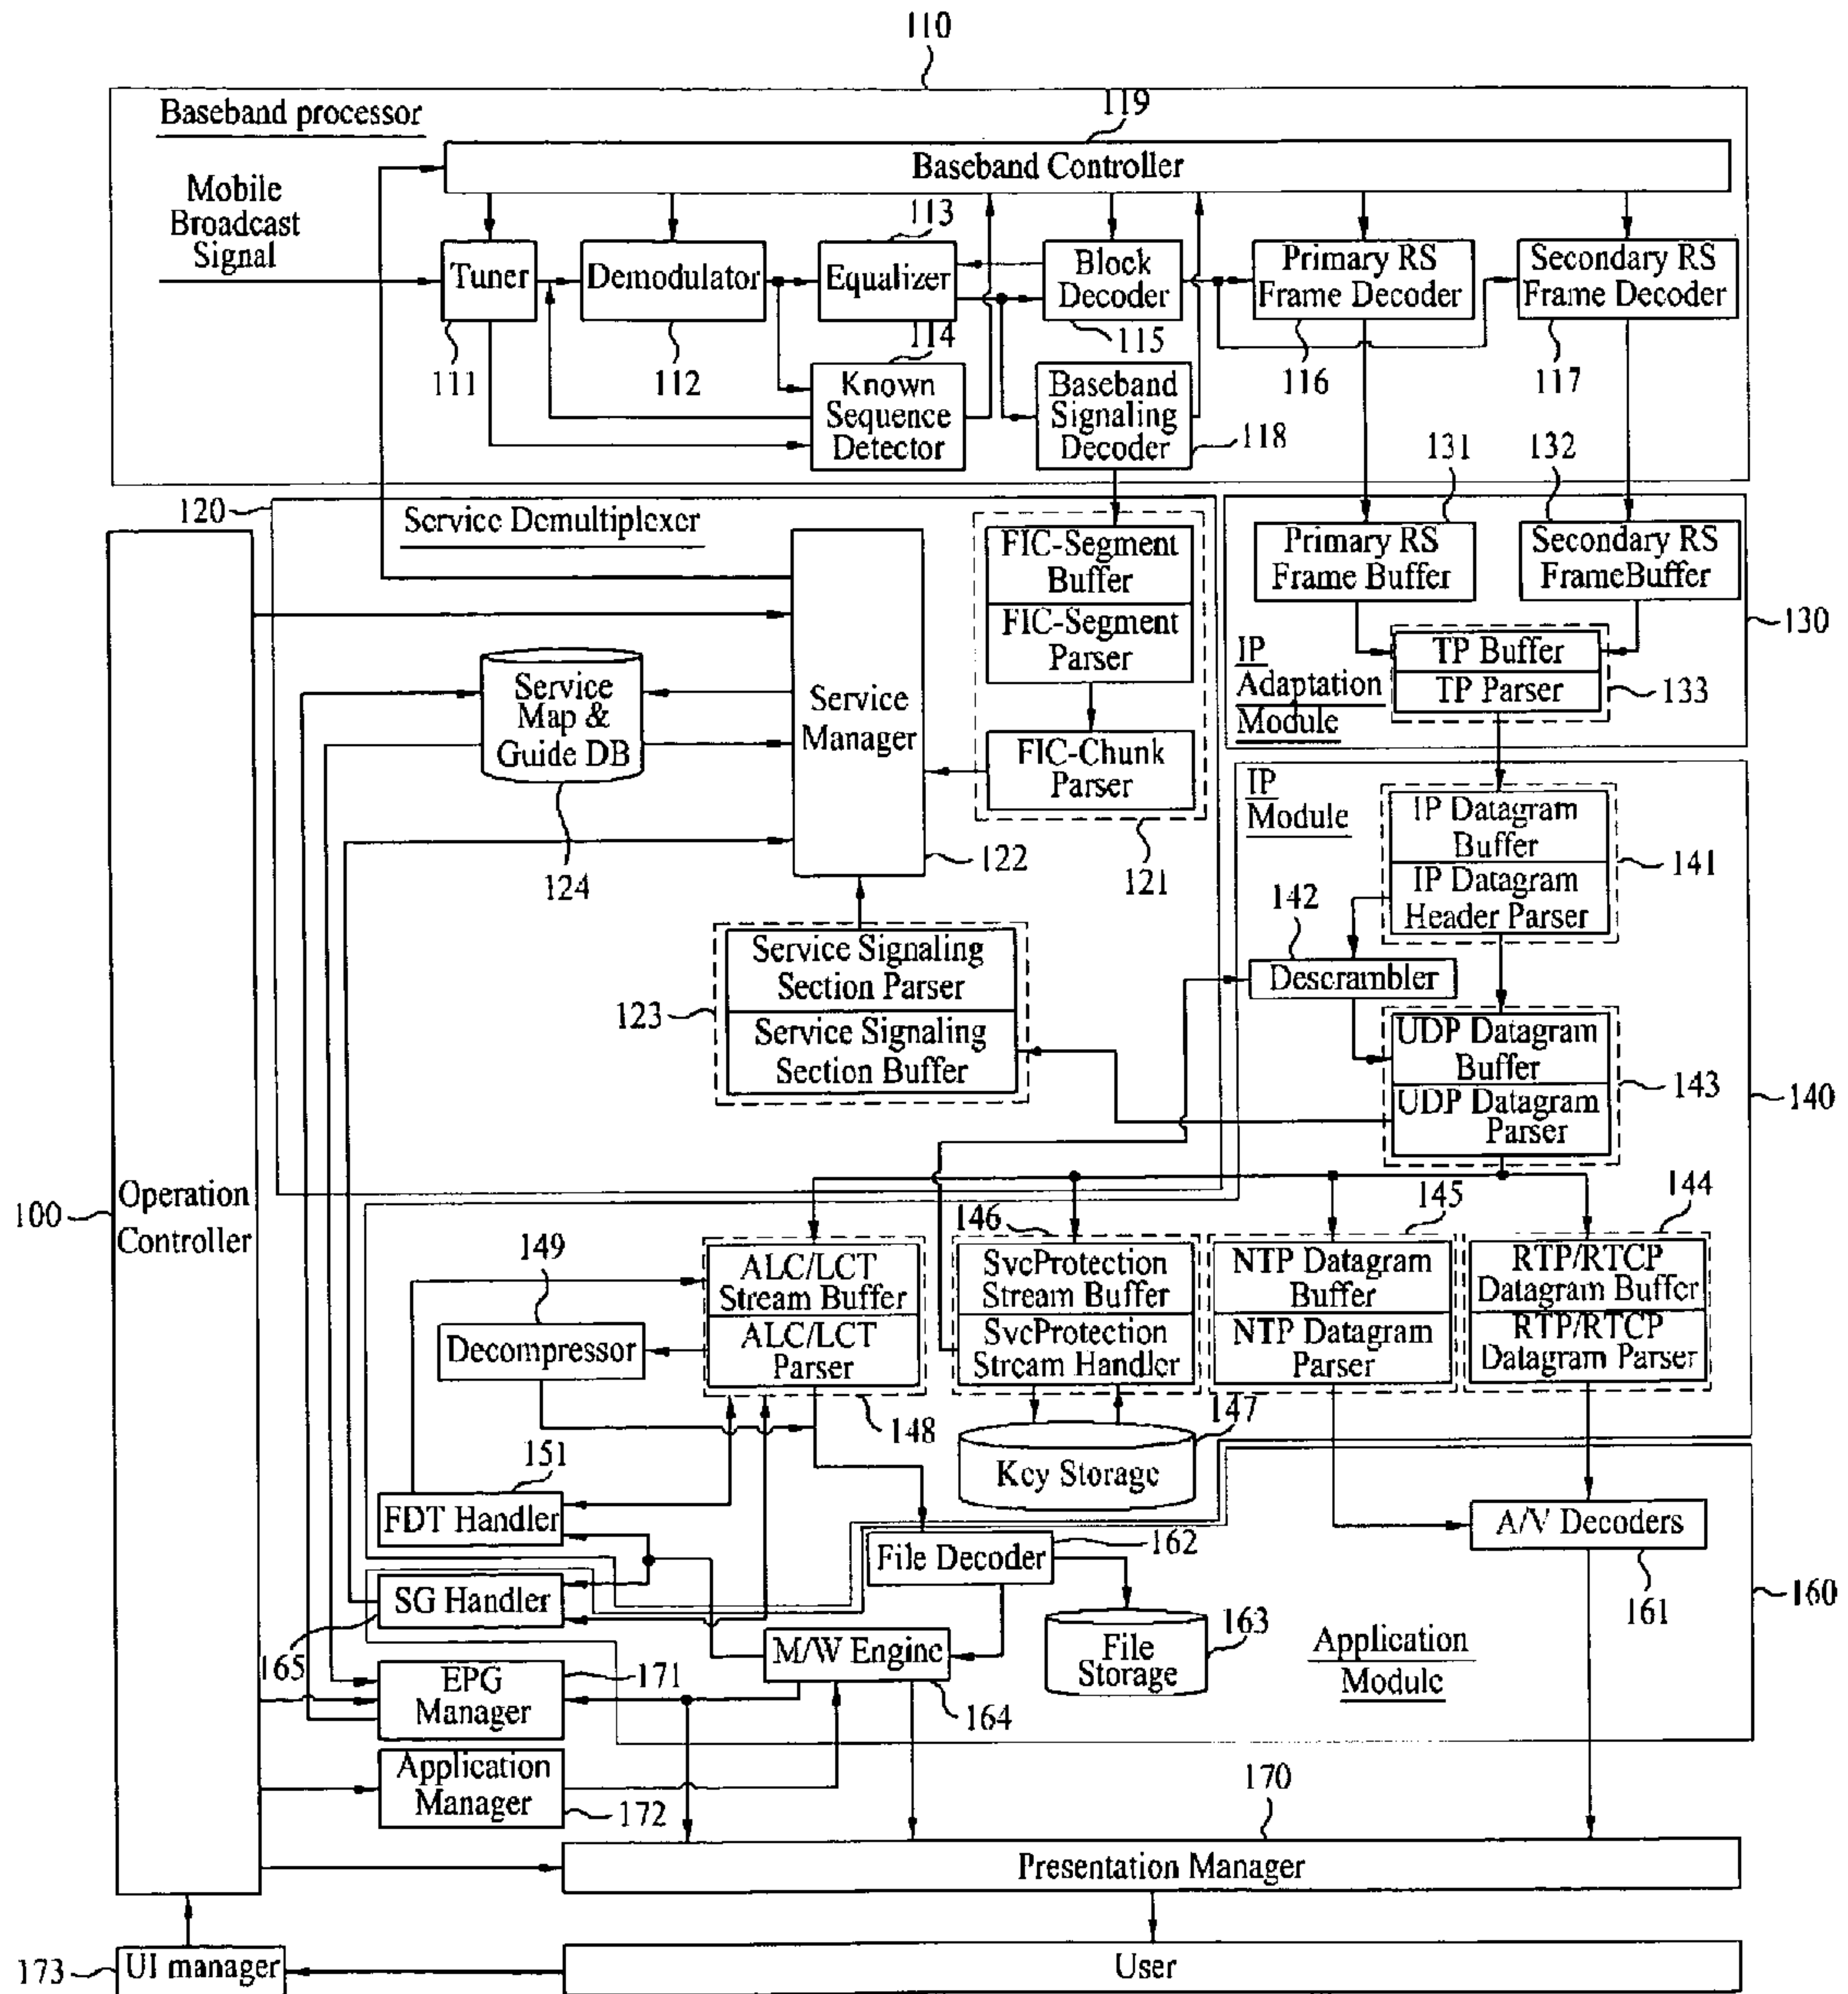 110
Baseband processor
119
Baseband Controller
Mobile
Broadcast
Signal
113
Tuner
Demodulator
Equalizer
Block
Decoder
Primary RS
Frame Decoder
Secondary RS
Frame Decoder
111
112
114
115
116
117
Known
Sequence
Detector
Baseband
Signaling
Decoder
118
131
132
120
Service Demultiplexer
FIC-Segment
Buffer
FIC-Segment
Parser
Primary RS
Frame Buffer
Secondary RS
FrameBuffer
130
IP
Adaptation
Module
TP Buffer
TP Parser
133
Service
Map &
Guide DB
124
Service
Manager
122
FIC-Chunk
Parser
121
IP
Module
IP Datagram
Buffer
IP Datagram
Header Parser
141
142
Descrambler
123
Service Signaling
Section Parser
Service Signaling
Section Buffer
UDP Datagram
Buffer
UDP Datagram
Parser
143
140
100
Operation
Controller
149
146
145
144
Decompressor
ALC/LCT
Stream Buffer
ALC/LCT
Parser
148
SvcProtection
Stream Buffer
SvcProtection
Stream Handler
NTP Datagram
Buffer
NTP Datagram
Parser
RTP/RTCP
Datagram Buffer
RTP/RTCP
Datagram Parser
147
Key Storage
151
FDT Handler
File Decoder
162
A/V Decoders
161
160
SG Handler
165
M/W Engine
164
File
Storage
163
Application
Module
EPG
Manager
171
Application
Manager
172
170
Presentation Manager
173
UI manager
User